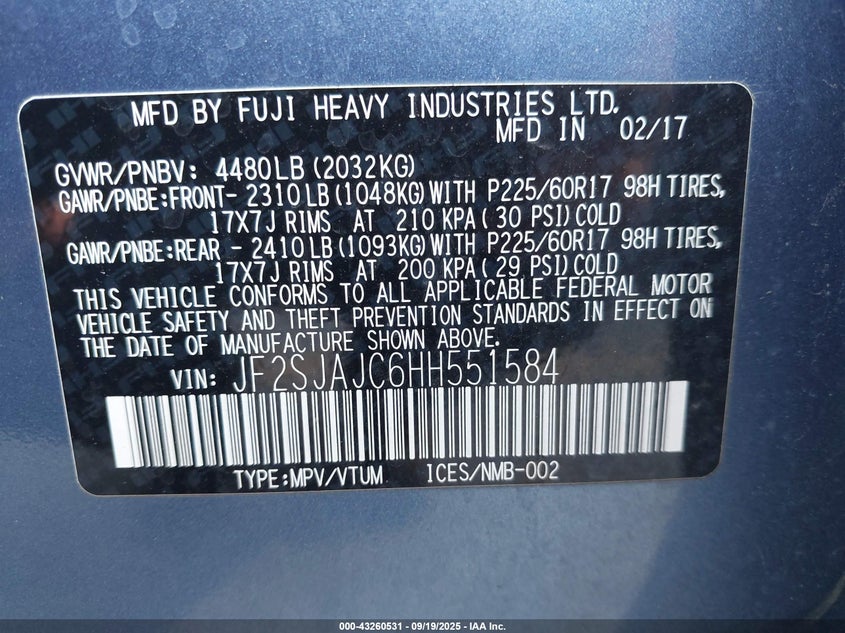 MFD BY FUJI HEAVY INDUSTRIES LTD.
MFD IN 02/17
GVWR/PNBV: 4480LB (2032KG)
GAWR/PNBE:FRONT- 2310LB (1048KG) WITH P225/60R17 98H TIRES,
17X7J RIMS AT 210 KPA ( 30 PSI) COLD
GAWR/PNBE:REAR - 2410LB (1093KG) WITH P225/60R17 98H TIRES,
17X7J RIMS AT 200 KPA ( 29 PSI) COLD
THIS VEHICLE CONFORMS TO ALL APPLICABLE FEDERAL MOTOR
VEHICLE SAFETY AND THEFT PREVENTION STANDARDS IN EFFECT ON
THE DATE OF MANUFACTURE SHOWN ABOVE.
VIN: JF2SJAJC6HH551584
TYPE:MPV/VTUM ICES/NMB-002
000-43260531 - 09/19/2025 - IAA Inc.